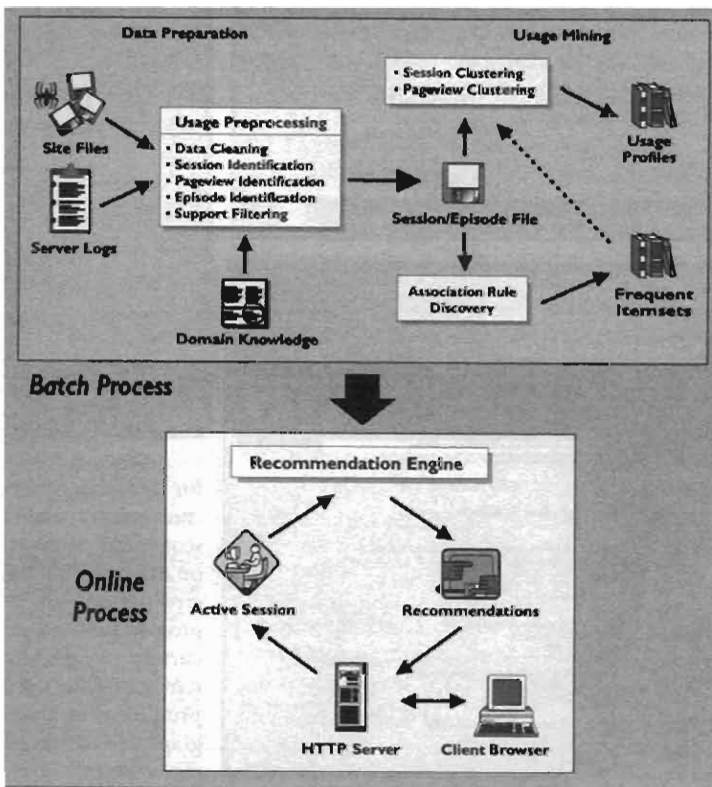 Data Preparation
Usage Mining
• Session Clustering
• Pageview Clustering
Usage Preprocessing
• Data Cleaning
• Session Identification
• Pageview Identification
• Episode Identification
• Support Filtering
Site Files
Server Logs
Usage
Profiles
Session/Episode File
Association Rule
Discovery
Frequent
Itemsets
Domain Knowledge
Batch Process
Recommendation Engine
Online
Process
Active Session
Recommendations
HTTP Server
Client Browser